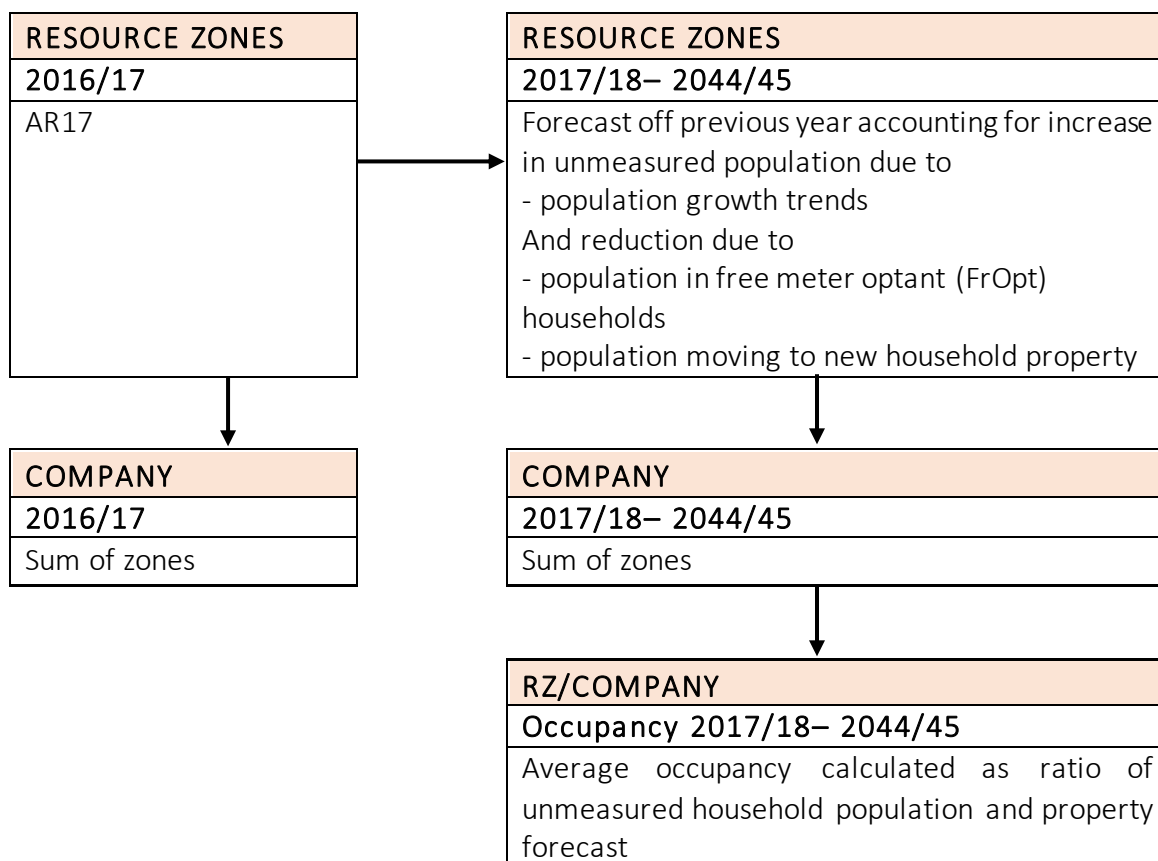 RESOURCE ZONES
2016/17
AR17
RESOURCE ZONES
2017/18– 2044/45
Forecast off previous year accounting for increase
in unmeasured population due to
- population growth trends
And reduction due to
- population in free meter optant (FrOpt)
households
- population moving to new household property
COMPANY
2016/17
Sum of zones
COMPANY
2017/18– 2044/45
Sum of zones
RZ/COMPANY
Occupancy 2017/18– 2044/45
Average occupancy calculated as ratio of
unmeasured household population and property
forecast